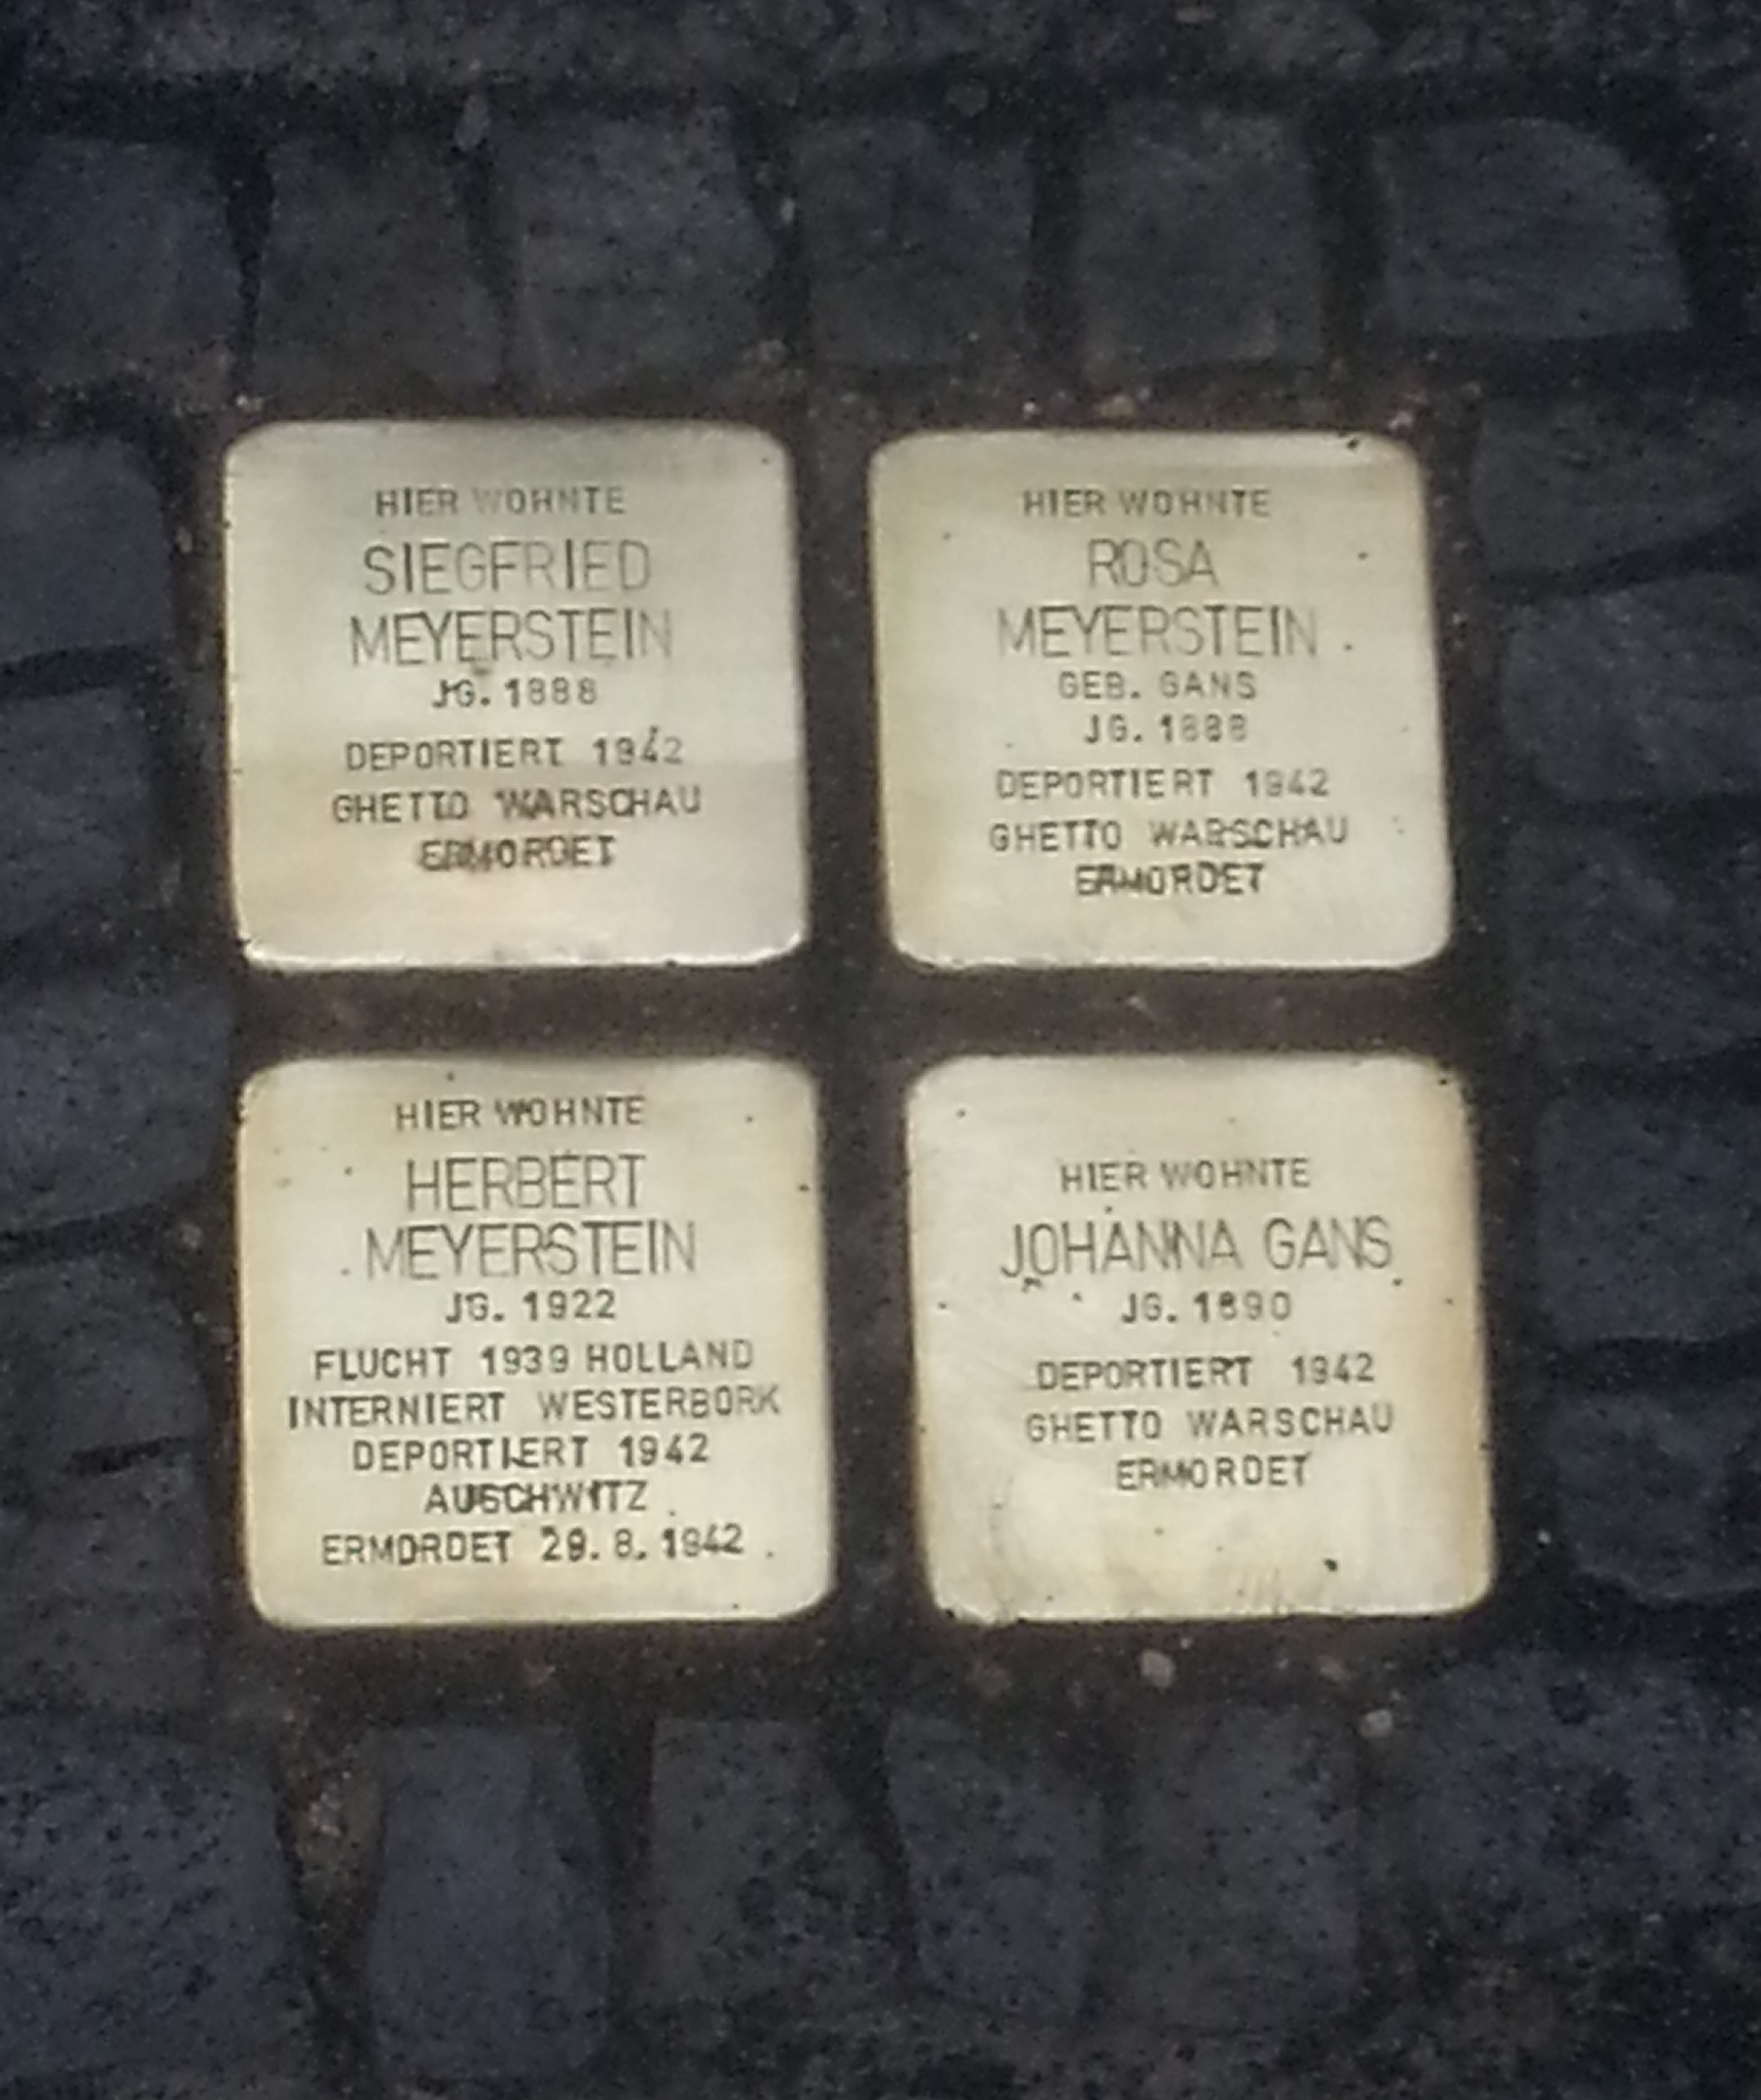 HIER WOHNTE
SIEGFRIED
MEYERSTEIN
JG. 1888
DEPORTIERT 1942
GHETTO WARSCHAU
ERMORDET
HIER WOHNTE
ROSA
MEYERSTEIN
GEB. GANS
JG. 1888
DEPORTIERT 1942
GHETTO WARSCHAU
ERMORDET
HIER WOHNTE
HERBERT
MEYERSTEIN
JG. 1922
FLUCHT 1939 HOLLAND
INTERNIERT WESTERBORK
DEPORTIERT 1942
AUSCHWITZ
ERMORDET 29.8.1942
HIER WOHNTE
JOHANNA GANS
JG. 1890
DEPORTIERT 1942
GHETTO WARSCHAU
ERMORDET